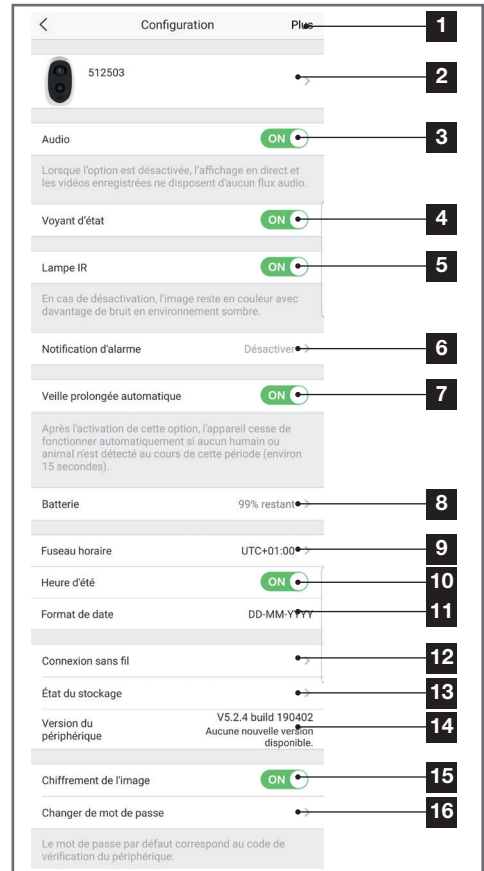 Configuration Plus 1
512503 2
Audio ON 3
Lorsque l'option est désactivée, l'affichage en direct et
les vidéos enregistrées ne disposent d'aucun flux audio.
Voyant d'état ON 4
Lampe IR ON 5
En cas de désactivation, l'image reste en couleur avec
davantage de bruit en environnement sombre.
Notification d'alarme Désactiver 6
Veille prolongée automatique ON 7
Après l'activation de cette option, l'appareil cesse de
fonctionner automatiquement si aucun humain ou
animal n'est détecté au cours de cette période (environ
15 secondes).
Batterie 99% restant 8
Fuseau horaire UTC+01:00 9
Heure d'été ON 10
Format de date DD-MM-YYYY 11
Connexion sans fil 12
État du stockage 13
Version du périphérique V5.2.4 build 190402 14
Aucune nouvelle version
disponible.
Chiffrement de l'image ON 15
Changer de mot de passe 16
Le mot de passe par défaut correspond au code de
vérification du périphérique.